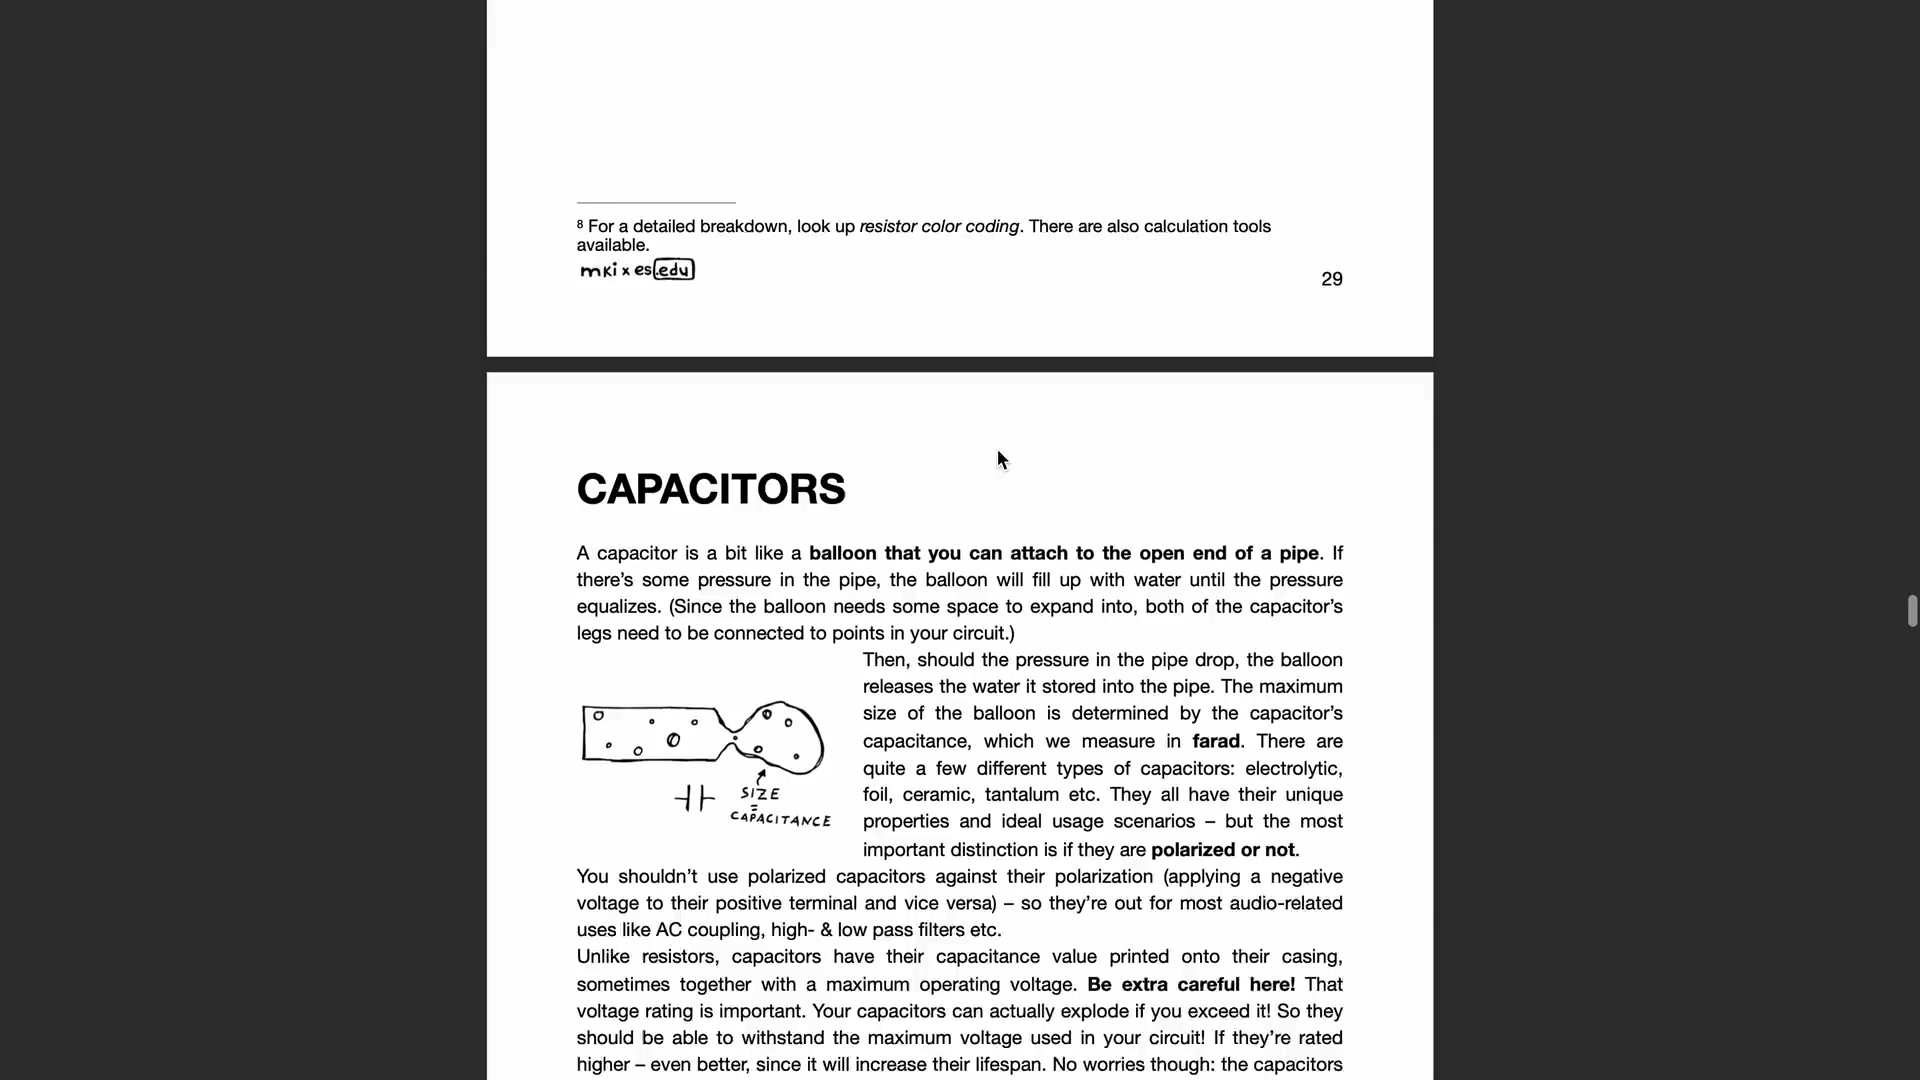 ⁸ For a detailed breakdown, look up resistor color coding. There are also calculation tools
available.
mki x es.edu
29
CAPACITORS
A capacitor is a bit like a balloon that you can attach to the open end of a pipe. If
there’s some pressure in the pipe, the balloon will fill up with water until the pressure
equalizes. (Since the balloon needs some space to expand into, both of the capacitor’s
legs need to be connected to points in your circuit.)
Then, should the pressure in the pipe drop, the balloon
releases the water it stored into the pipe. The maximum
size of the balloon is determined by the capacitor’s
capacitance, which we measure in farad. There are
quite a few different types of capacitors: electrolytic,
foil, ceramic, tantalum etc. They all have their unique
properties and ideal usage scenarios – but the most
important distinction is if they are polarized or not.
SIZE
=
CAPACITANCE
You shouldn’t use polarized capacitors against their polarization (applying a negative
voltage to their positive terminal and vice versa) – so they’re out for most audio-related
uses like AC coupling, high- & low pass filters etc.
Unlike resistors, capacitors have their capacitance value printed onto their casing,
sometimes together with a maximum operating voltage. Be extra careful here! That
voltage rating is important. Your capacitors can actually explode if you exceed it! So they
should be able to withstand the maximum voltage used in your circuit! If they’re rated
higher – even better, since it will increase their lifespan. No worries though: the capacitors